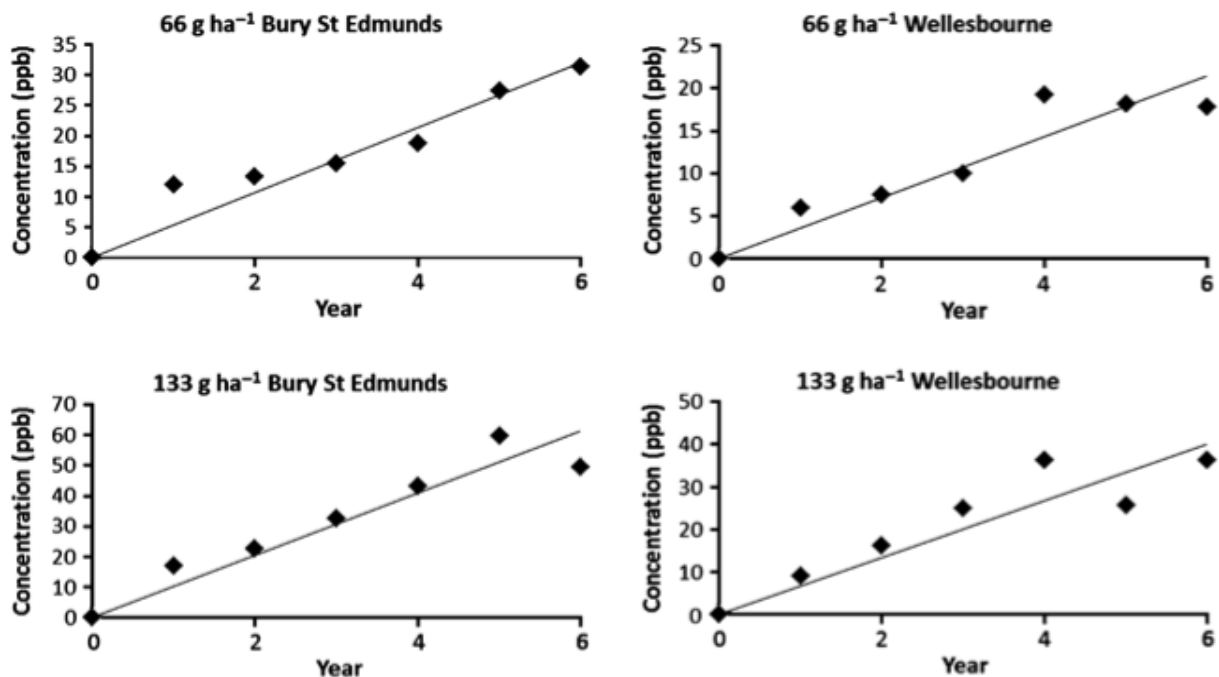 66 g ha⁻¹ Bury St Edmunds
Concentration (ppb)
35
30
25
20
15
10
5
0
0 2 4 6
Year
66 g ha⁻¹ Wellesbourne
Concentration (ppb)
25
20
15
10
5
0
0 2 4 6
Year
133 g ha⁻¹ Bury St Edmunds
Concentration (ppb)
70
60
50
40
30
20
10
0
0 2 4 6
Year
133 g ha⁻¹ Wellesbourne
Concentration (ppb)
50
40
30
20
10
0
0 2 4 6
Year